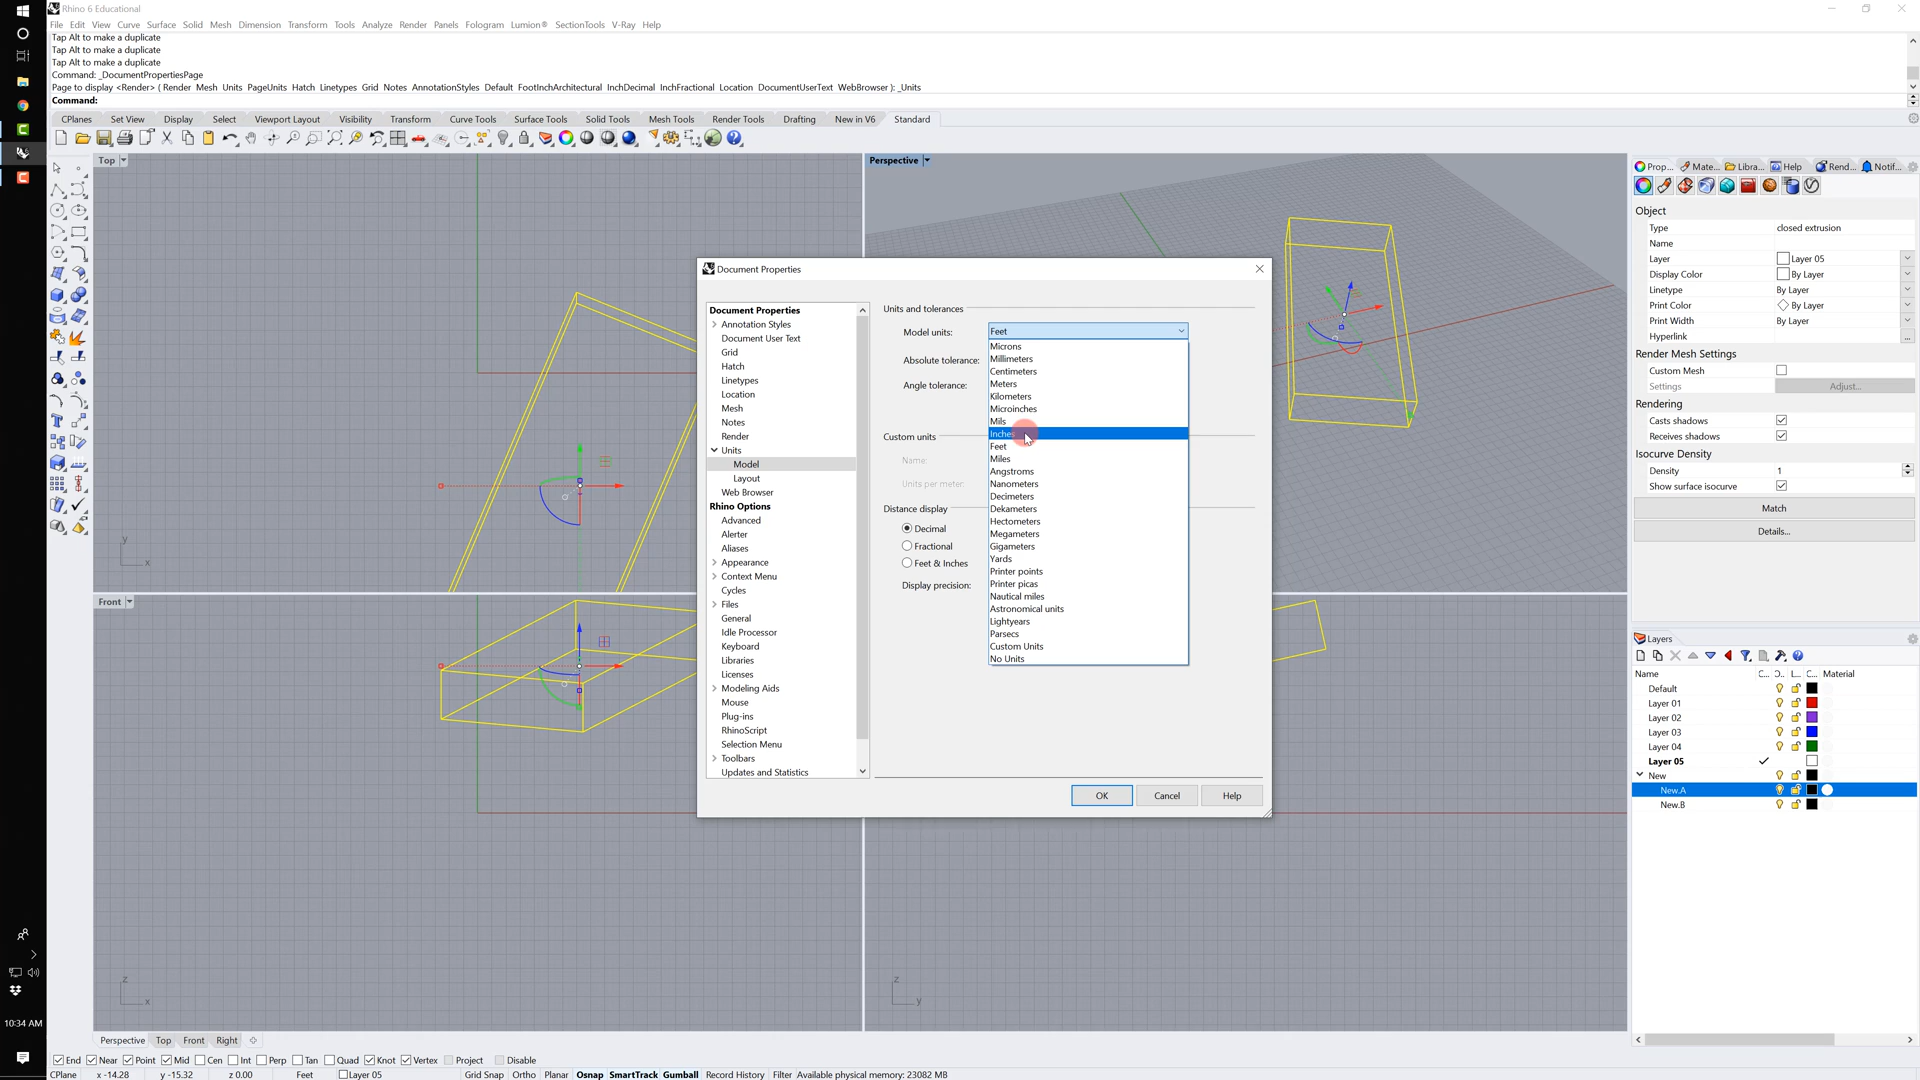 Rhino 6 Educational
File Edit View Curve Surface Solid Mesh Dimension Transform Tools Analyze Render Panels Fologram Lumion® SectionTools V-Ray Help
Tap Alt to make a duplicate
Tap Alt to make a duplicate
Tap Alt to make a duplicate
Command: _DocumentPropertiesPage
Page to display <Render> ( Render Mesh Units PageUnits Hatch Linetypes Grid Notes AnnotationStyles Default FootInchArchitectural InchDecimal InchFractional Location DocumentUserText WebBrowser ): _Units
Command:
CPlanes Set View Display Select Viewport Layout Visibility Transform Curve Tools Surface Tools Solid Tools Mesh Tools Render Tools Drafting New in V6 Standard
Top
Perspective
Front
Document Properties
Document Properties
Annotation Styles
Document User Text
Grid
Hatch
Linetypes
Location
Mesh
Notes
Render
Units
Model
Layout
Web Browser
Rhino Options
Advanced
Alerter
Aliases
Appearance
Context Menu
Cycles
Files
General
Idle Processor
Keyboard
Libraries
Licenses
Modeling Aids
Mouse
Plug-ins
RhinoScript
Selection Menu
Toolbars
Updates and Statistics
Units and tolerances
Model units: Feet
Absolute tolerance:
Angle tolerance:
Custom units
Name:
Units per meter:
Distance display
Decimal
Fractional
Feet & Inches
Display precision:
Microns
Millimeters
Centimeters
Meters
Kilometers
Microinches
Mils
Inches
Feet
Miles
Angstroms
Nanometers
Decimeters
Dekameters
Hectometers
Megameters
Gigameters
Yards
Printer points
Printer picas
Nautical miles
Astronomical units
Lightyears
Parsecs
Custom Units
No Units
OK Cancel Help
Prop... Mate... Libra... Help Rend... Notif...
Object
Type closed extrusion
Name
Layer Layer 05
Display Color By Layer
Linetype By Layer
Print Color By Layer
Print Width By Layer
Hyperlink ...
Render Mesh Settings
Custom Mesh
Settings Adjust...
Rendering
Casts shadows
Receives shadows
Isocurve Density
Density 1
Show surface isocurve
Match
Details...
Layers
Name C... O.. L... C... Material
Default
Layer 01
Layer 02
Layer 03
Layer 04
Layer 05
New
New.A
New.B
y
x
z
x
z
y
10:34 AM
Perspective Top Front Right
End Near Point Mid Cen Int Perp Tan Quad Knot Vertex Project Disable
CPlane x -14.28 y -15.32 z 0.00 Feet Layer 05 Grid Snap Ortho Planar Osnap SmartTrack Gumball Record History Filter Available physical memory: 23082 MB